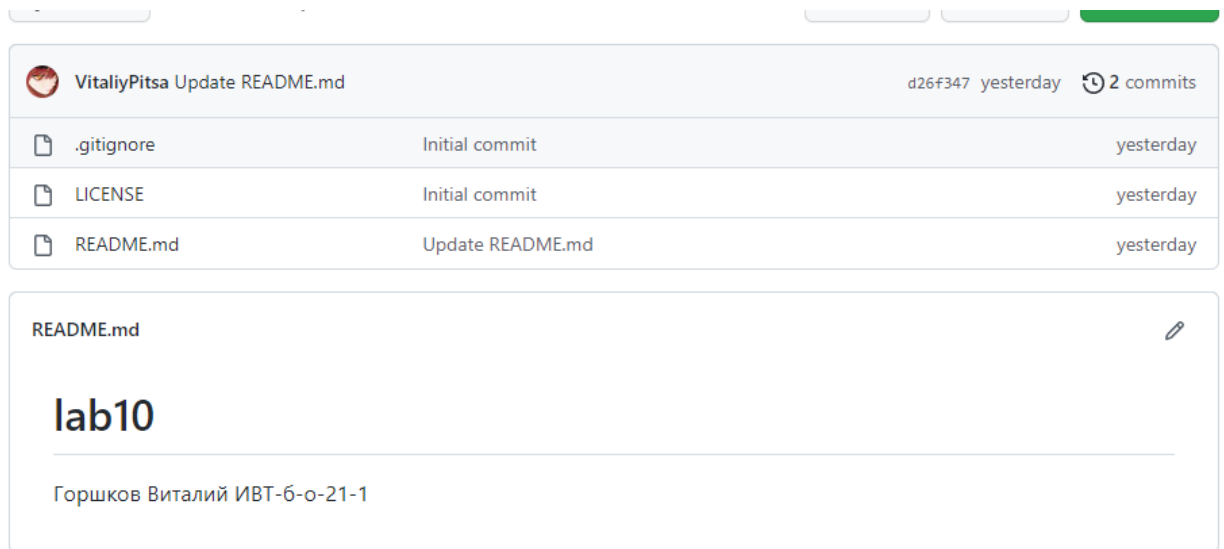 VitaliyPitsa Update README.md d26f347 yesterday 2 commits
.gitignore Initial commit yesterday
LICENSE Initial commit yesterday
README.md Update README.md yesterday
README.md
lab10
Горшков Виталий ИВТ-б-о-21-1